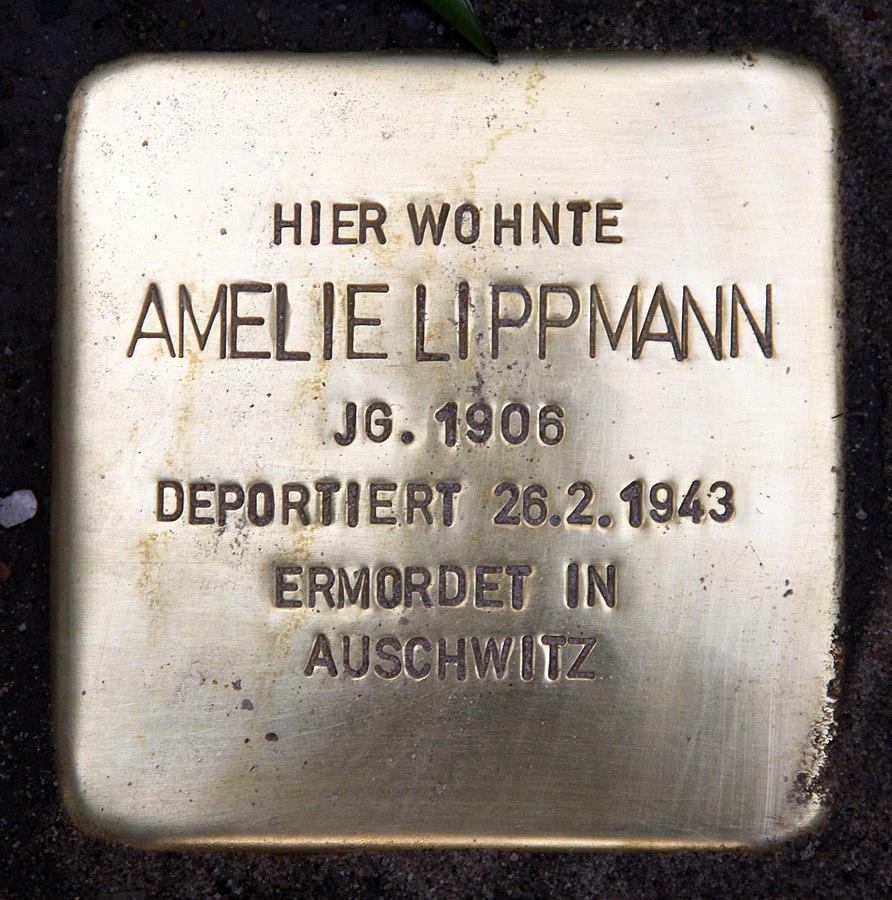 HIER WOHNTE
AMELIE LIPPMANN
JG. 1906
DEPORTIERT 26.2.1943
ERMORDET IN
AUSCHWITZ